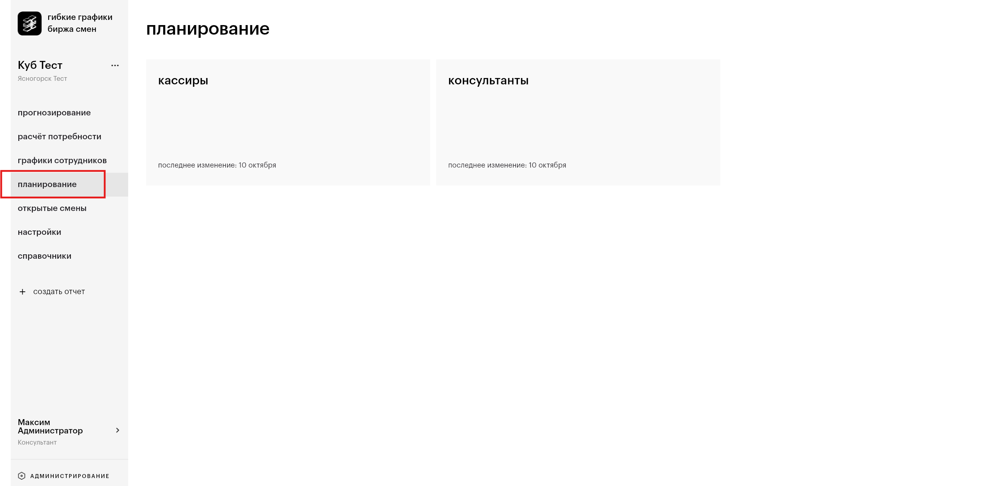 гибкие графики
биржа смен
Куб Тест
Ясногорск Тест
прогнозирование
расчёт потребности
графики сотрудников
планирование
открытые смены
настройки
справочники
создать отчет
Максим
Администратор
Консультант
АДМИНИСТРИРОВАНИЕ
планирование
кассиры
последнее изменение: 10 октября
консультанты
последнее изменение: 10 октября